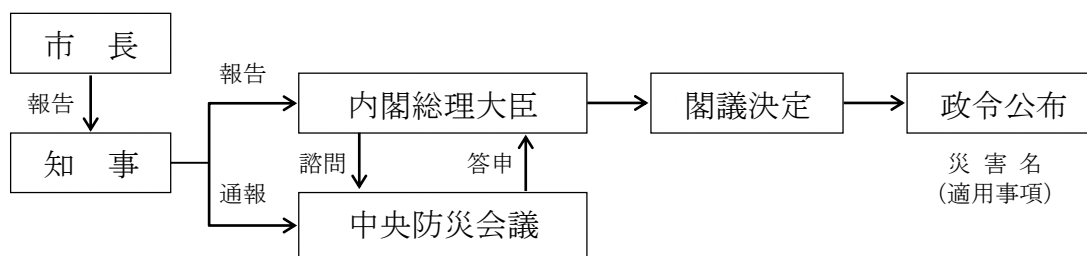 市　長
報告
知　事
報告
通報
内閣総理大臣
諮問
答申
中央防災会議
閣議決定
政令公布
災 害 名
(適用事項)